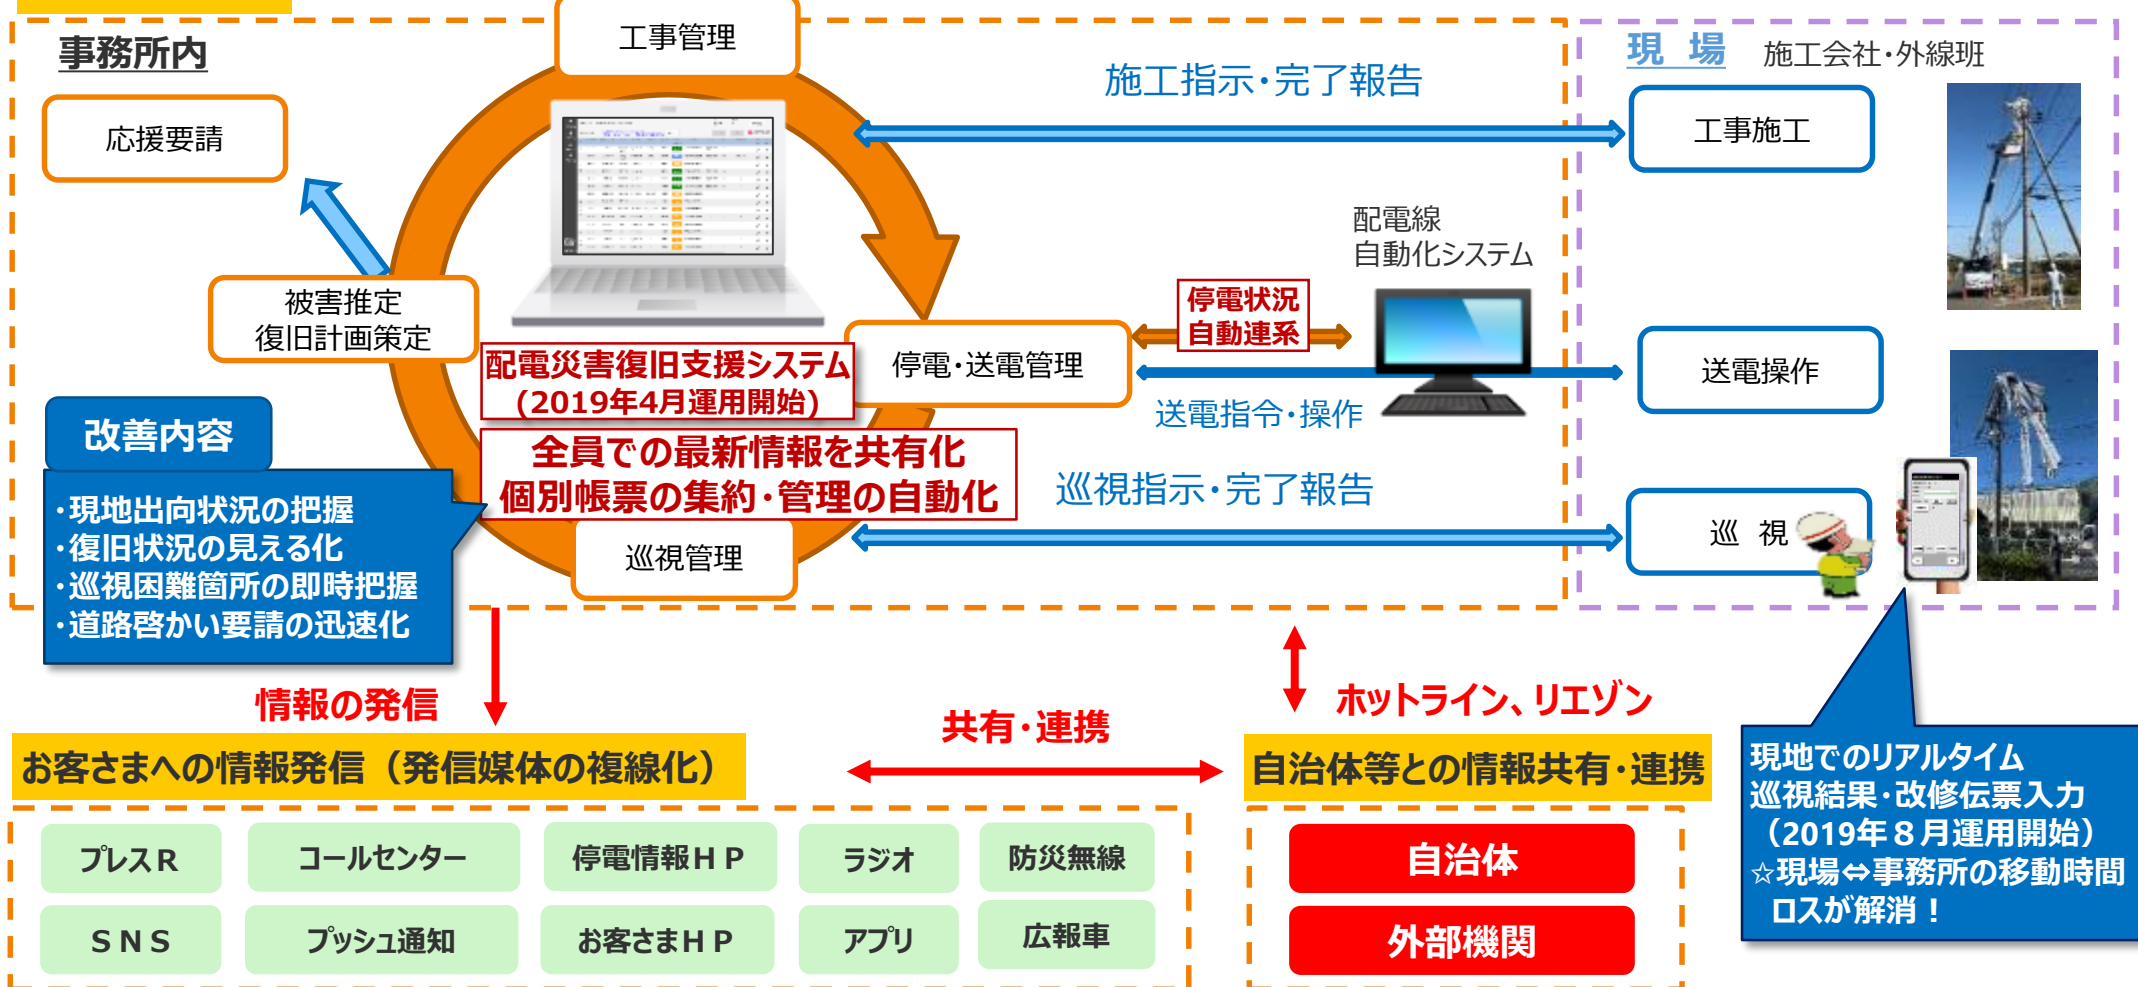 事務所内
工事管理
応援要請
被害推定
復旧計画策定
配電災害復旧支援システム
(2019年4月運用開始)
全員での最新情報を共有化
個別帳票の集約･管理の自動化
停電･送電管理
巡視管理
改善内容
･現地出向状況の把握
･復旧状況の見える化
･巡視困難箇所の即時把握
･道路啓かい要請の迅速化
施工指示･完了報告
配電線
自動化システム
停電状況
自動連系
送電指令･操作
巡視指示･完了報告
現　場
施工会社･外線班
工事施工
送電操作
巡　視
情報の発信
共有･連携
ホットライン、リエゾン
お客さまへの情報発信（発信媒体の複線化）
自治体等との情報共有･連携
プレスＲ
コールセンター
停電情報ＨＰ
ラジオ
防災無線
ＳＮＳ
プッシュ通知
お客さまＨＰ
アプリ
広報車
自治体
外部機関
現地でのリアルタイム
巡視結果･改修伝票入力
（2019年８月運用開始）
☆現場⇔事務所の移動時間
ロスが解消！